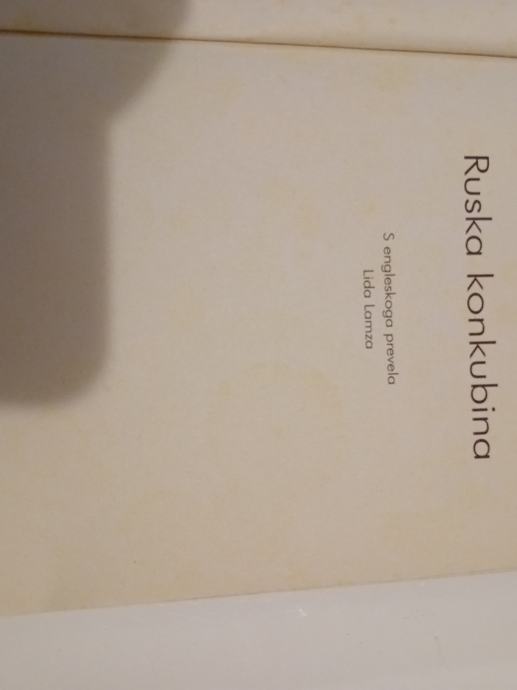 Ruska konkubina
S engleskoga prevela
Lida Lamza